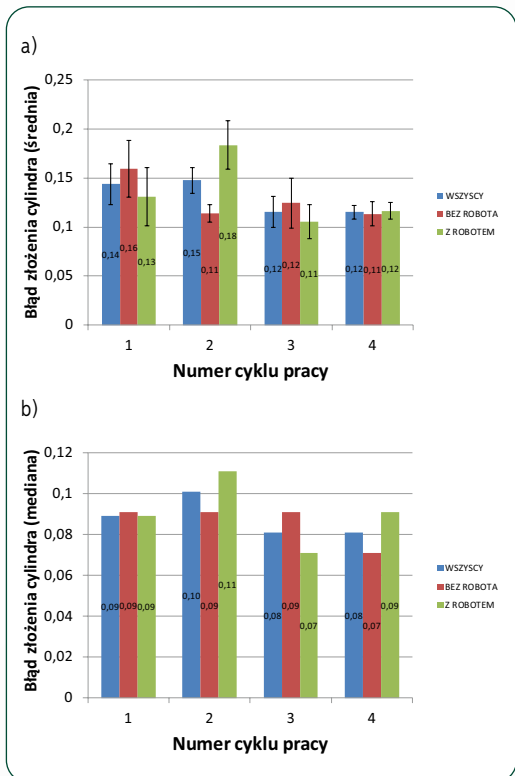 a)
Błąd złożenia cylindra (średnia)
0,25
0,2
0,15
0,1
0,05
0
0,14 0,16 0,13
0,15 0,11 0,18
0,12 0,12 0,11
0,12 0,11 0,12
1 2 3 4
Numer cyklu pracy
WSZYSCY
BEZ ROBOTA
Z ROBOTEM
b)
Błąd złożenia cylindra (mediana)
0,12
0,1
0,08
0,06
0,04
0,02
0
0,09 0,09 0,09
0,10 0,09 0,11
0,08 0,09 0,07
0,08 0,07 0,09
1 2 3 4
Numer cyklu pracy
WSZYSCY
BEZ ROBOTA
Z ROBOTEM